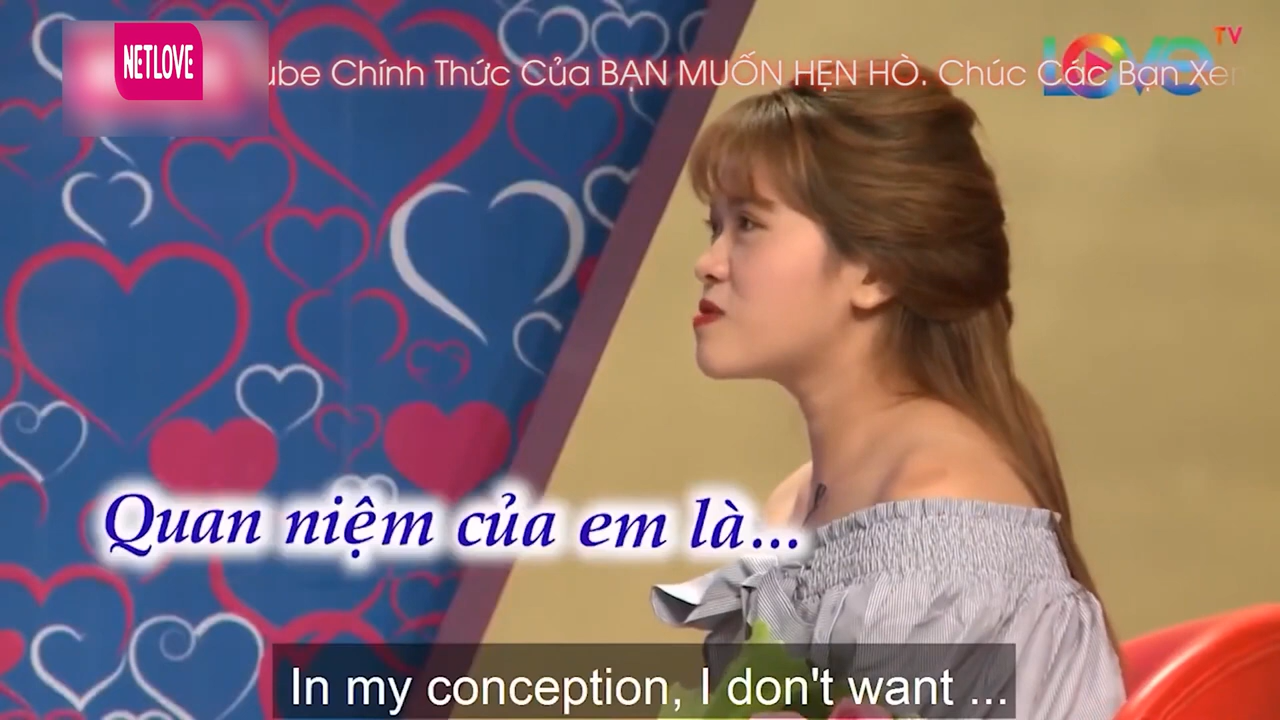 NETLOVE
ube Chính Thức Của BẠN MUỐN HẸN HÒ. Chúc Các Bạn Xem
LOVE TV
Quan niệm của em là...
In my conception, I don't want ...